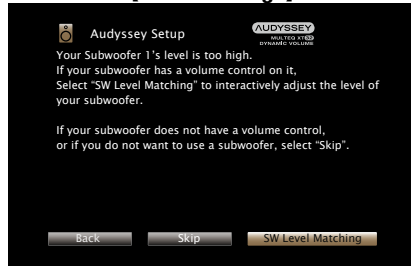 Audyssey Setup
AUDYSSEY
MULTEQ XT32
DYNAMIC VOLUME
Your Subwoofer 1's level is too high.
If your subwoofer has a volume control on it,
Select “SW Level Matching” to interactively adjust the level of
your subwoofer.
If your subwoofer does not have a volume control,
or if you do not want to use a subwoofer, select “Skip”.
Back
Skip
SW Level Matching